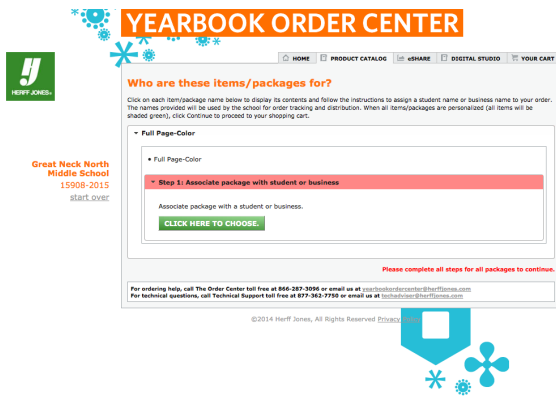 YEARBOOK ORDER CENTER
HOME PRODUCT CATALOG eSHARE DIGITAL STUDIO YOUR CART
HERFF JONES®
Who are these items/packages for?
Click on each item/package name below to display its contents and follow the instructions to assign a student name or business name to your order.
The names provided will be used by the school for order tracking and distribution. When all items/packages are personalized (all items will be
shaded green), click Continue to proceed to your shopping cart.
Full Page-Color
• Full Page-Color
Great Neck North
Middle School
15908-2015
start over
Step 1: Associate package with student or business
Associate package with a student or business.
CLICK HERE TO CHOOSE.
Please complete all steps for all packages to continue.
For ordering help, call The Order Center toll free at 866-287-3096 or email us at yearbookordercenter@herffjones.com
For technical questions, call Technical Support toll free at 877-362-7750 or email us at techadviser@herffjones.com
©2014 Herff Jones, All Rights Reserved Privacy